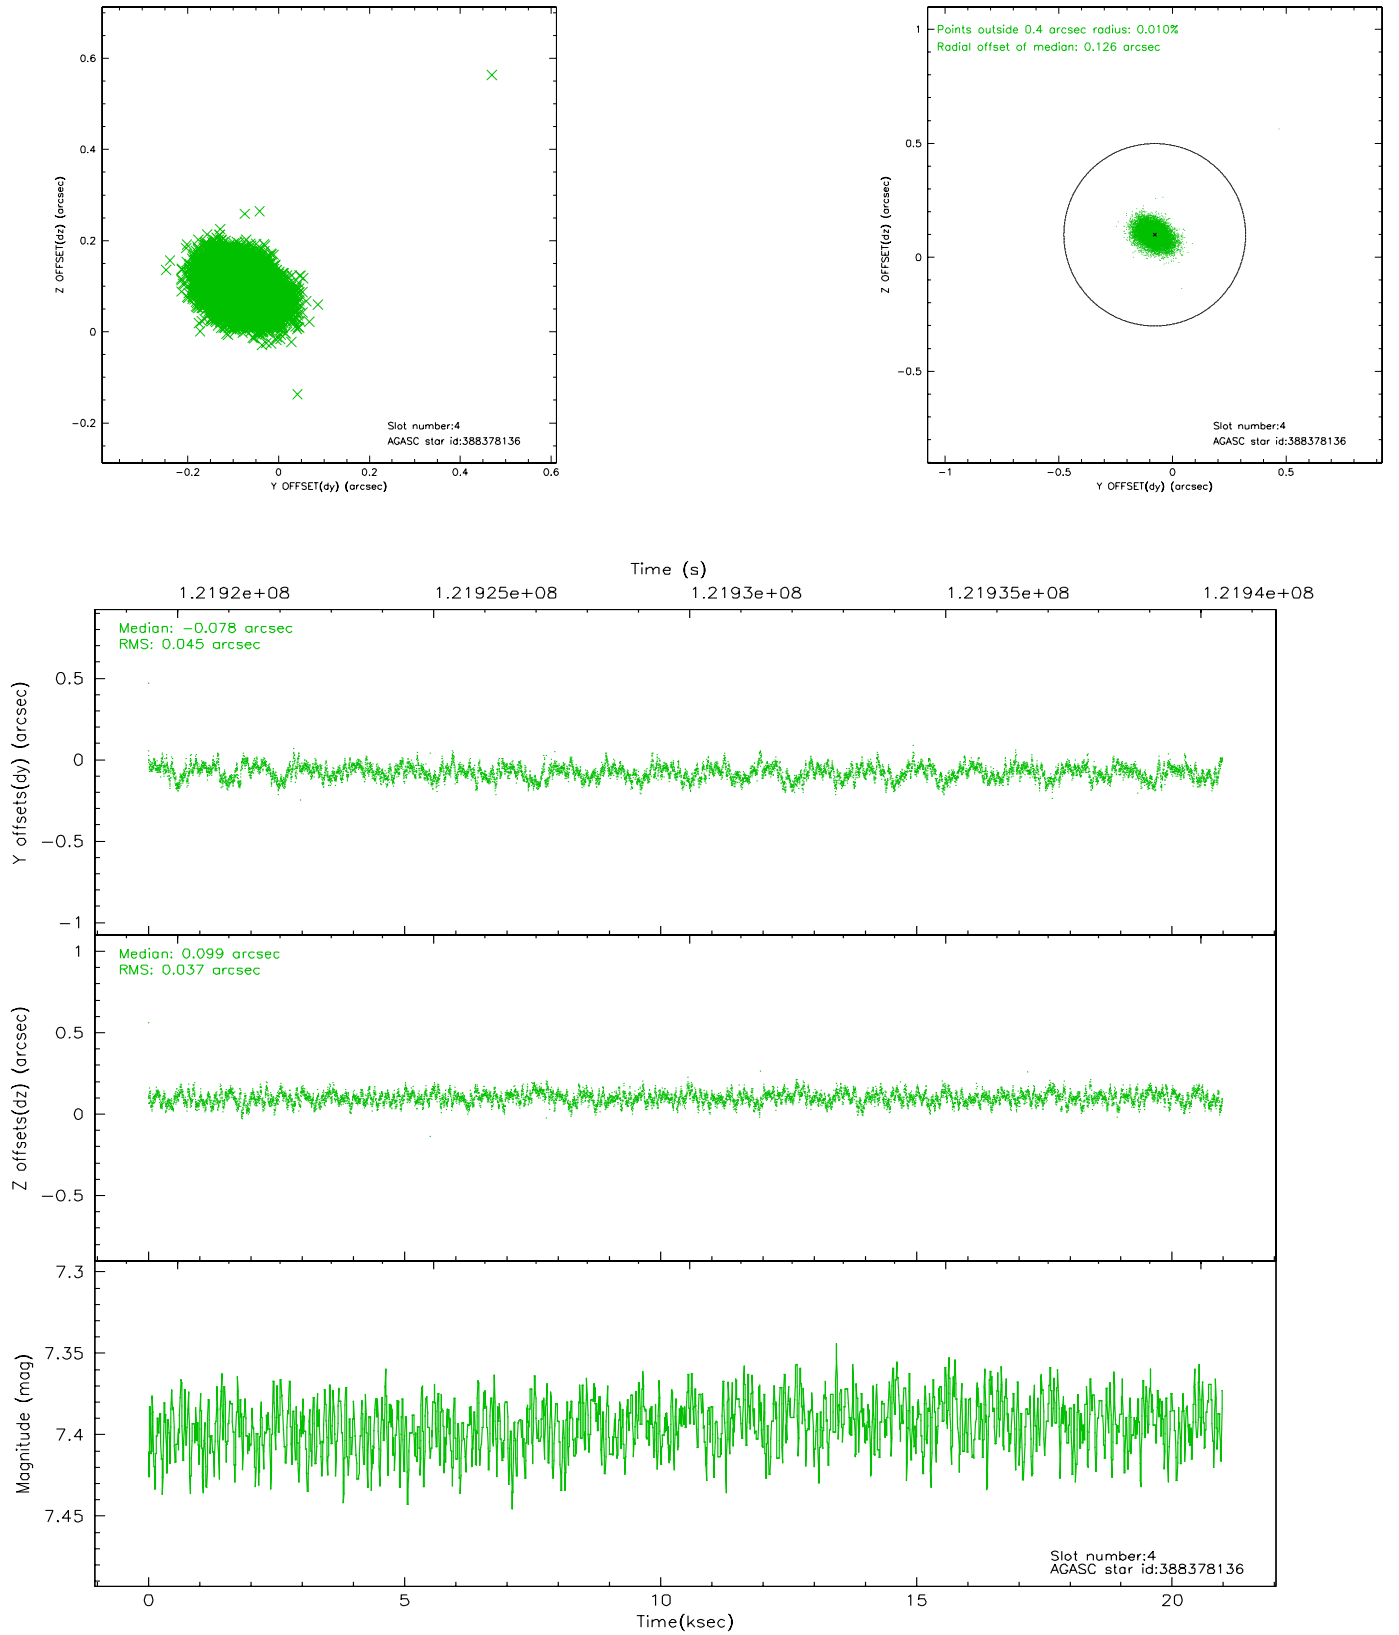 0.6
0.4
0.2
0
−0.2
Z OFFSET(dz) (arcsec)
Slot number:4
AGASC star id:388378136
−0.2 0 0.2 0.4 0.6
Y OFFSET(dy) (arcsec)
Points outside 0.4 arcsec radius: 0.010%
Radial offset of median: 0.126 arcsec
1
0.5
0
−0.5
Z OFFSET(dz) (arcsec)
Slot number:4
AGASC star id:388378136
−1 −0.5 0 0.5
Y OFFSET(dy) (arcsec)
Time (s)
1.2192e+08 1.21925e+08 1.2193e+08 1.21935e+08 1.2194e+08
Median: −0.078 arcsec
RMS: 0.045 arcsec
0.5
0
−0.5
−1
Y offsets(dy) (arcsec)
Median: 0.099 arcsec
RMS: 0.037 arcsec
1
0.5
0
−0.5
Z offsets(dz) (arcsec)
7.3
7.35
7.4
7.45
Magnitude (mag)
Slot number:4
AGASC star id:388378136
0 5 10 15 20
Time(ksec)